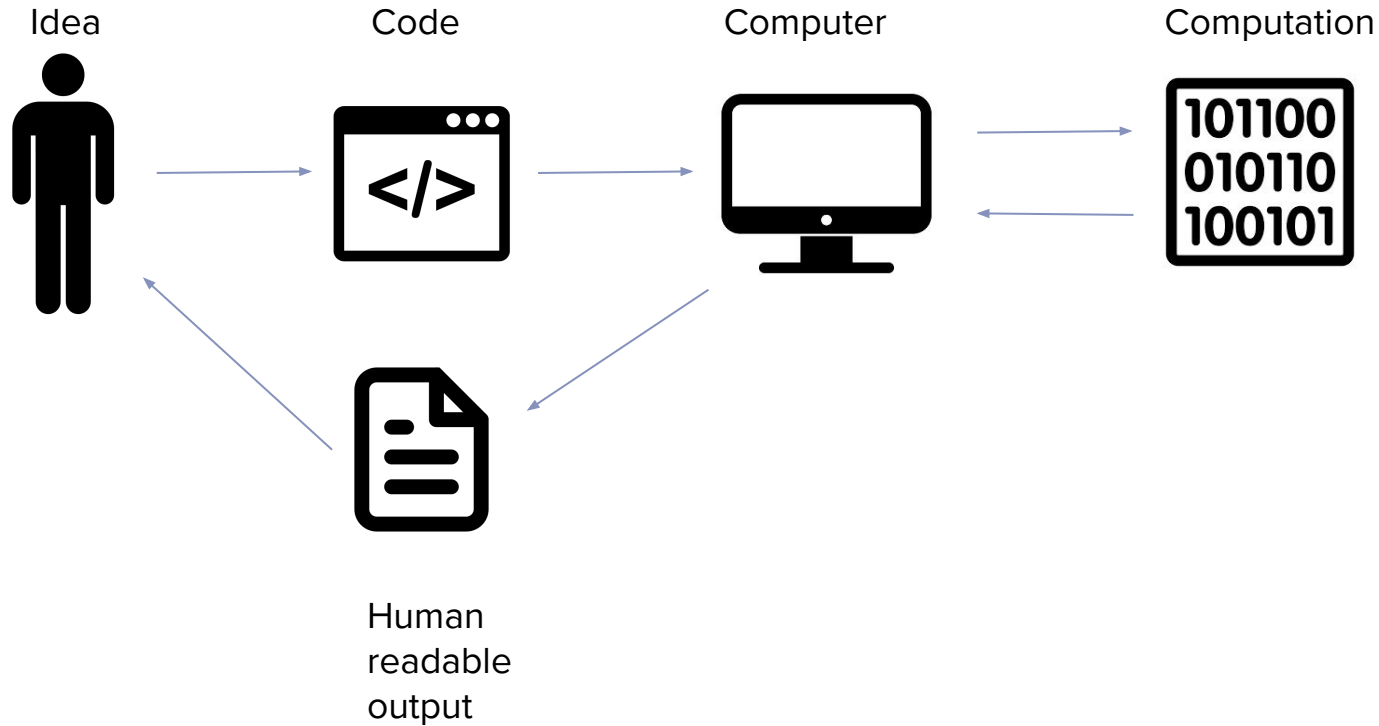 Idea
Code
Computer
Computation
</>
101100
010110
100101
Human
readable
output